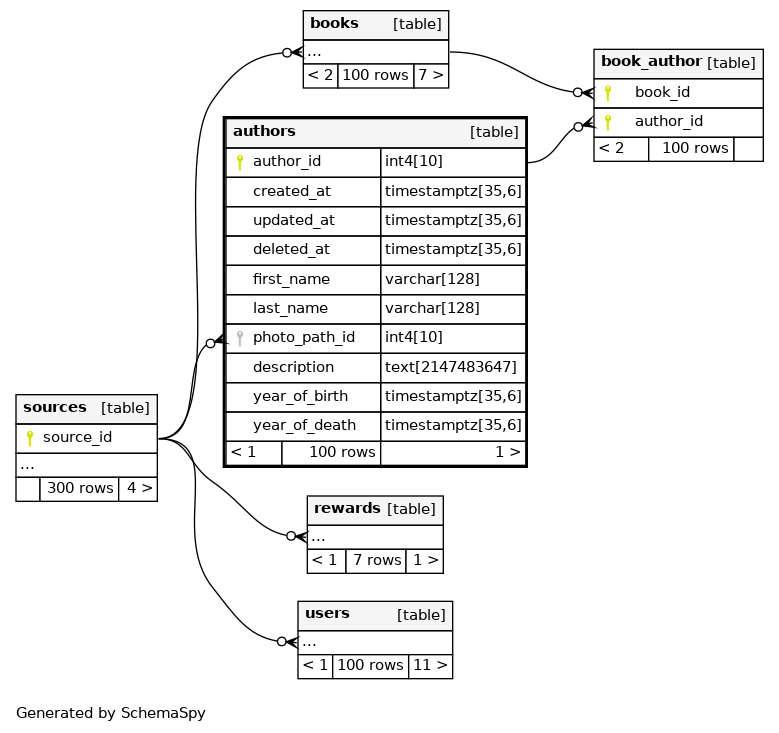 books [table]
...
< 2 100 rows 7 >
book_author [table]
book_id
author_id
< 2 100 rows
authors [table]
author_id int4[10]
created_at timestamptz[35,6]
updated_at timestamptz[35,6]
deleted_at timestamptz[35,6]
first_name varchar[128]
last_name varchar[128]
photo_path_id int4[10]
description text[2147483647]
year_of_birth timestamptz[35,6]
year_of_death timestamptz[35,6]
< 1 100 rows 1 >
sources [table]
source_id
...
300 rows 4 >
rewards [table]
...
< 1 7 rows 1 >
users [table]
...
< 1 100 rows 11 >
Generated by SchemaSpy